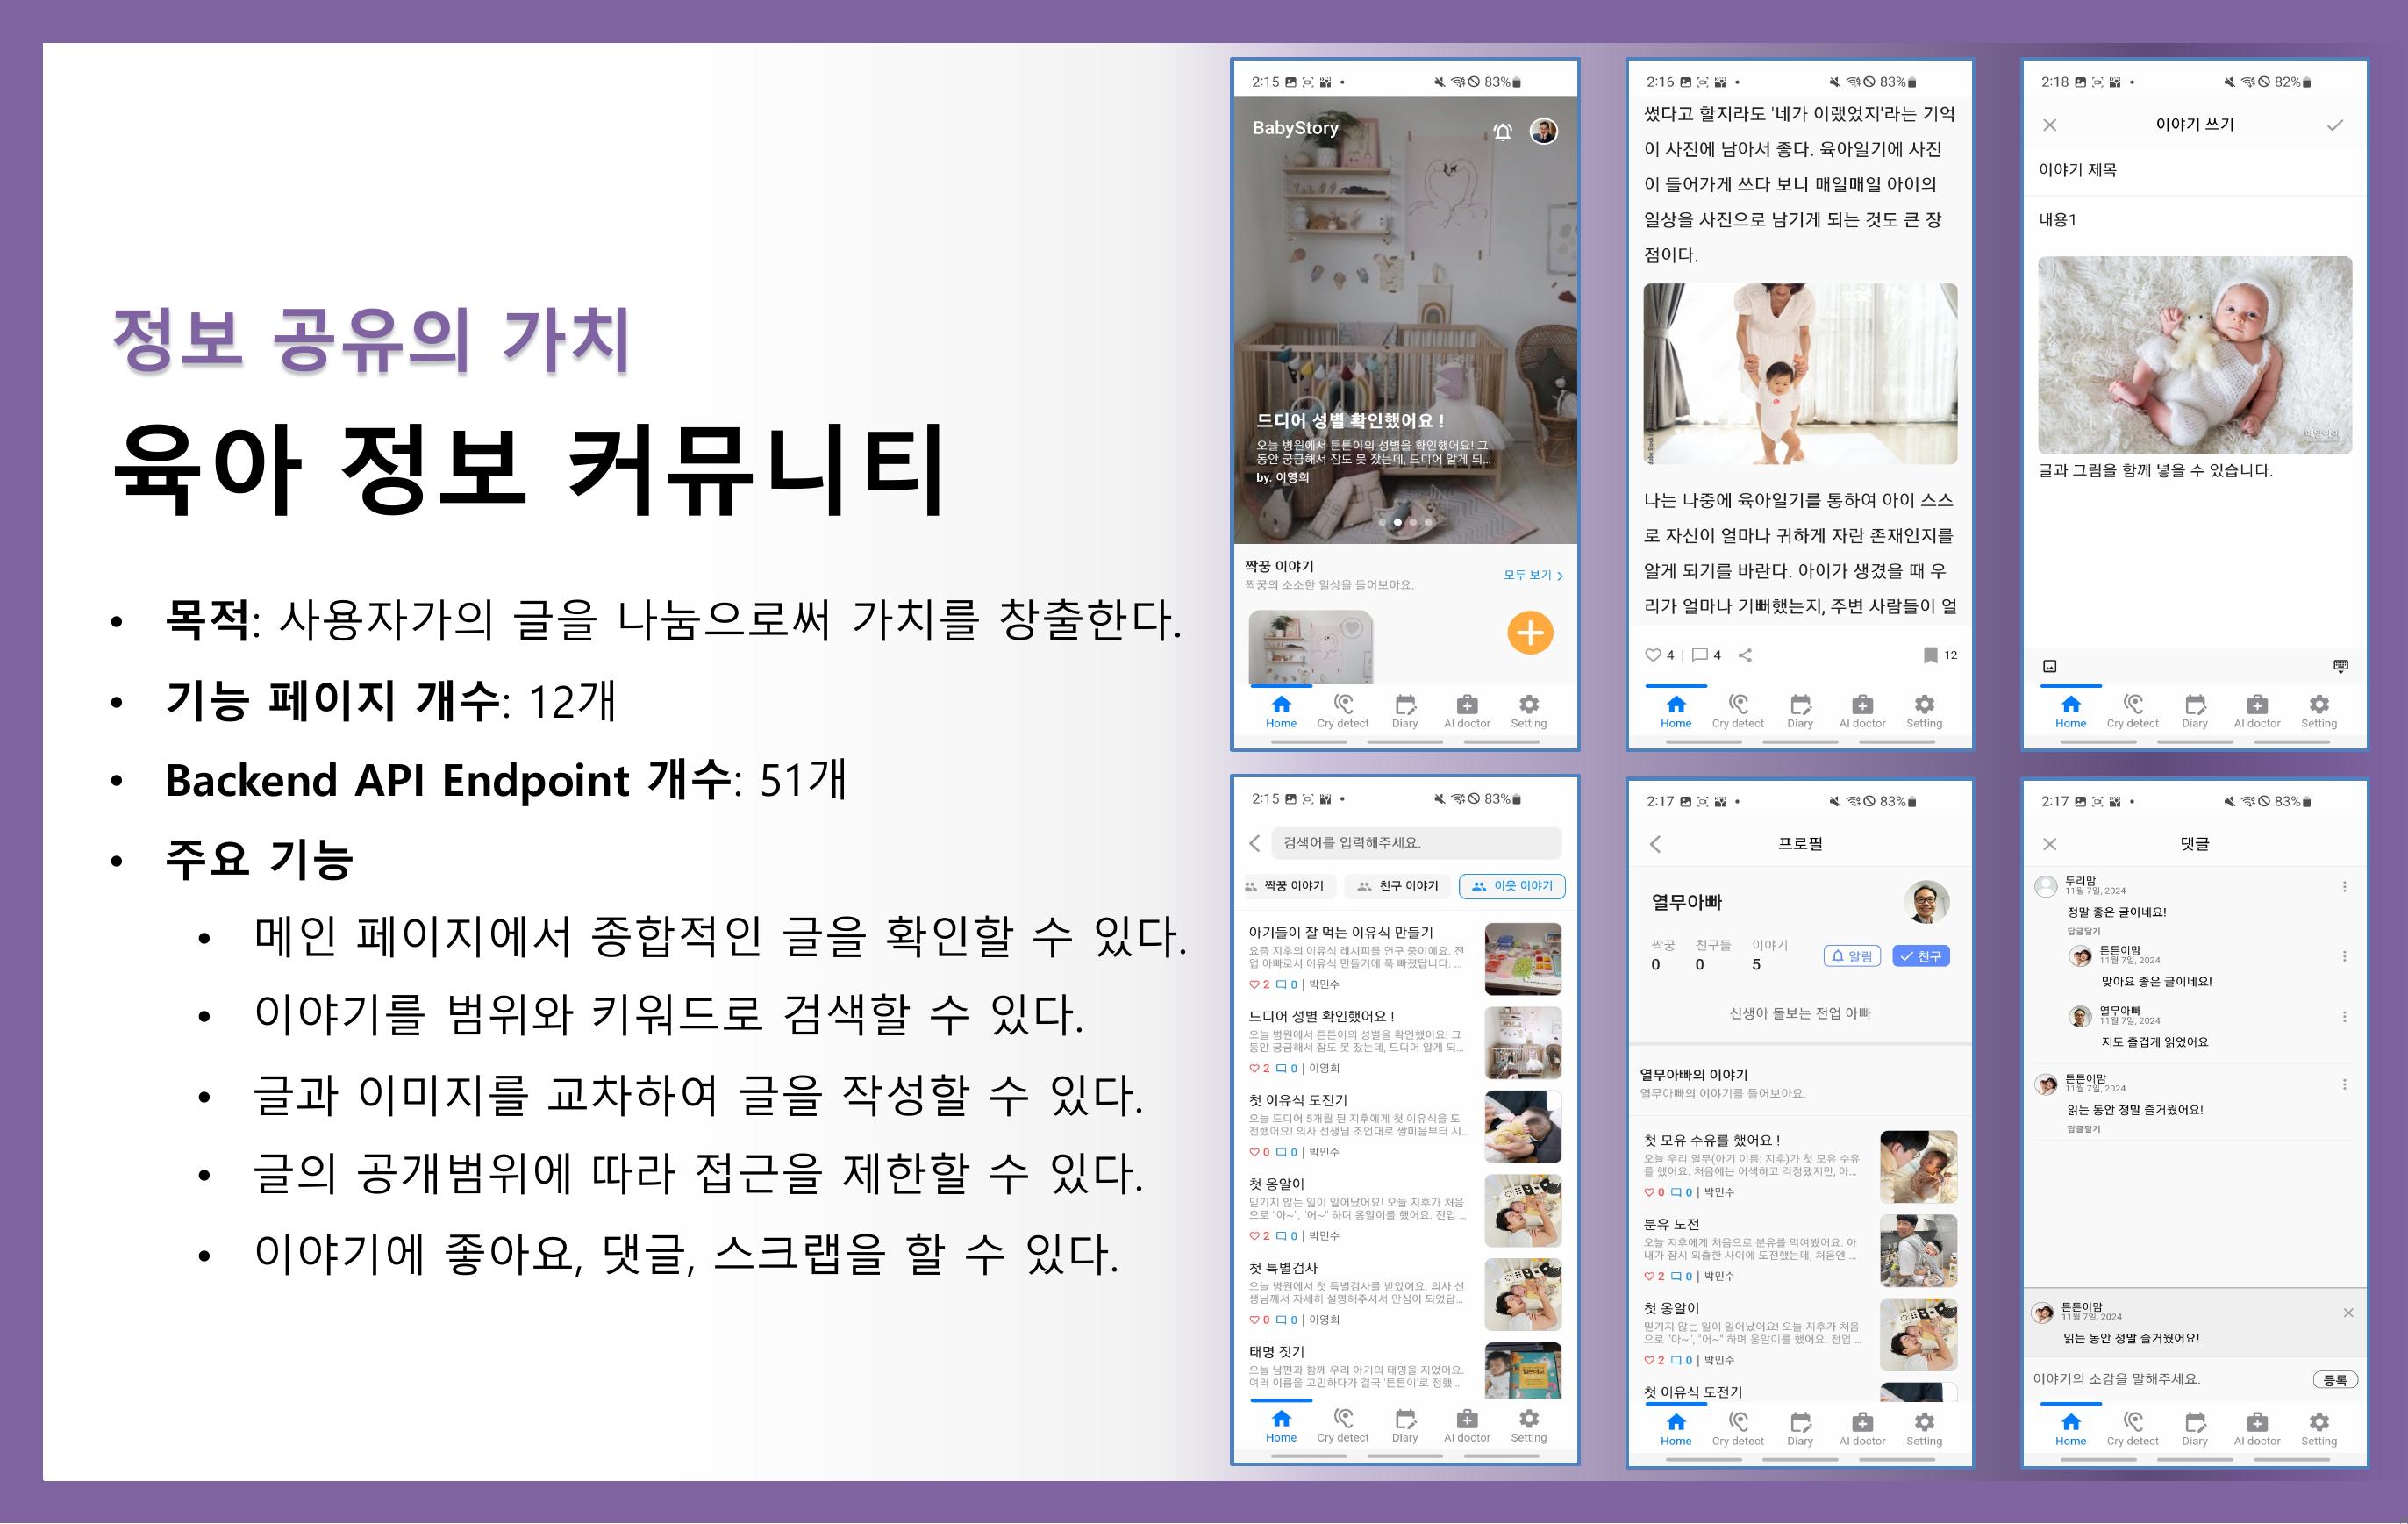 정보 공유의 가치
육아 정보 커뮤니티
• 목적: 사용자가의 글을 나눔으로써 가치를 창출한다.
• 기능 페이지 개수: 12개
• Backend API Endpoint 개수: 51개
• 주요 기능
• 메인 페이지에서 종합적인 글을 확인할 수 있다.
• 이야기를 범위와 키워드로 검색할 수 있다.
• 글과 이미지를 교차하여 글을 작성할 수 있다.
• 글의 공개범위에 따라 접근을 제한할 수 있다.
• 이야기에 좋아요, 댓글, 스크랩을 할 수 있다.
2:15 83%
BabyStory
드디어 성별 확인했어요 !
오늘 병원에서 튼튼이의 성별을 확인했어요! 그
동안 궁금해서 잠도 못 잤는데, 드디어 알게 되...
by. 이영희
짝꿍 이야기
짝꿍의 소소한 일상을 들어보아요.
모두 보기 >
Home Cry detect Diary AI doctor Setting
2:16 83%
썼다고 할지라도 '네가 이랬었지'라는 기억
이 사진에 남아서 좋다. 육아일기에 사진
이 들어가게 쓰다 보니 매일매일 아이의
일상을 사진으로 남기게 되는 것도 큰 장
점이다.
나는 나중에 육아일기를 통하여 아이 스스
로 자신이 얼마나 귀하게 자란 존재인지를
알게 되기를 바란다. 아이가 생겼을 때 우
리가 얼마나 기뻐했는지, 주변 사람들이 얼
4 | 4 12
Home Cry detect Diary AI doctor Setting
2:18 82%
이야기 쓰기
이야기 제목
내용1
글과 그림을 함께 넣을 수 있습니다.
Home Cry detect Diary AI doctor Setting
2:15 83%
검색어를 입력해주세요.
짝꿍 이야기 친구 이야기 이웃 이야기
아기들이 잘 먹는 이유식 만들기
요즘 지후의 이유식 레시피를 연구 중이에요. 전
업 아빠로서 이유식 만들기에 푹 빠졌답니다. ...
2 0 | 박민수
드디어 성별 확인했어요 !
오늘 병원에서 튼튼이의 성별을 확인했어요! 그
동안 궁금해서 잠도 못 잤는데, 드디어 알게 되...
2 0 | 이영희
첫 이유식 도전기
오늘 드디어 5개월 된 지후에게 첫 이유식을 도
전했어요! 의사 선생님 조언대로 쌀미음부터 시...
0 0 | 박민수
첫 옹알이
믿기지 않는 일이 일어났어요! 오늘 지후가 처음
으로 "아~", "어~" 하며 옹알이를 했어요. 전업 ...
2 0 | 박민수
첫 특별검사
오늘 병원에서 첫 특별검사를 받았어요. 의사 선
생님께서 자세히 설명해주셔서 안심이 되었답...
0 0 | 이영희
태명 짓기
오늘 남편과 함께 우리 아기의 태명을 지었어요.
여러 이름을 고민하다가 결국 '튼튼이'로 정했...
Home Cry detect Diary AI doctor Setting
2:17 83%
프로필
열무아빠
짝꿍 친구들 이야기
0 0 5
알림 친구
신생아 돌보는 전업 아빠
열무아빠의 이야기
열무아빠의 이야기를 들어보아요.
첫 모유 수유를 했어요 !
오늘 우리 열무(아기 이름: 지후)가 첫 모유 수유
를 했어요. 처음에는 어색하고 걱정됐지만, 아...
0 0 | 박민수
분유 도전
오늘 지후에게 처음으로 분유를 먹여봤어요. 아
내가 잠시 외출한 사이에 도전했는데, 처음엔 ...
2 0 | 박민수
첫 옹알이
믿기지 않는 일이 일어났어요! 오늘 지후가 처음
으로 "아~", "어~" 하며 옹알이를 했어요. 전업 ...
2 0 | 박민수
첫 이유식 도전기
Home Cry detect Diary AI doctor Setting
2:17 83%
댓글
두리맘
11월 7일, 2024
정말 좋은 글이네요!
답글달기
튼튼이맘
11월 7일, 2024
맞아요 좋은 글이네요!
열무아빠
11월 7일, 2024
저도 즐겁게 읽었어요
튼튼이맘
11월 7일, 2024
읽는 동안 정말 즐거웠어요!
답글달기
튼튼이맘
11월 7일, 2024
읽는 동안 정말 즐거웠어요!
이야기의 소감을 말해주세요.
등록
Home Cry detect Diary AI doctor Setting